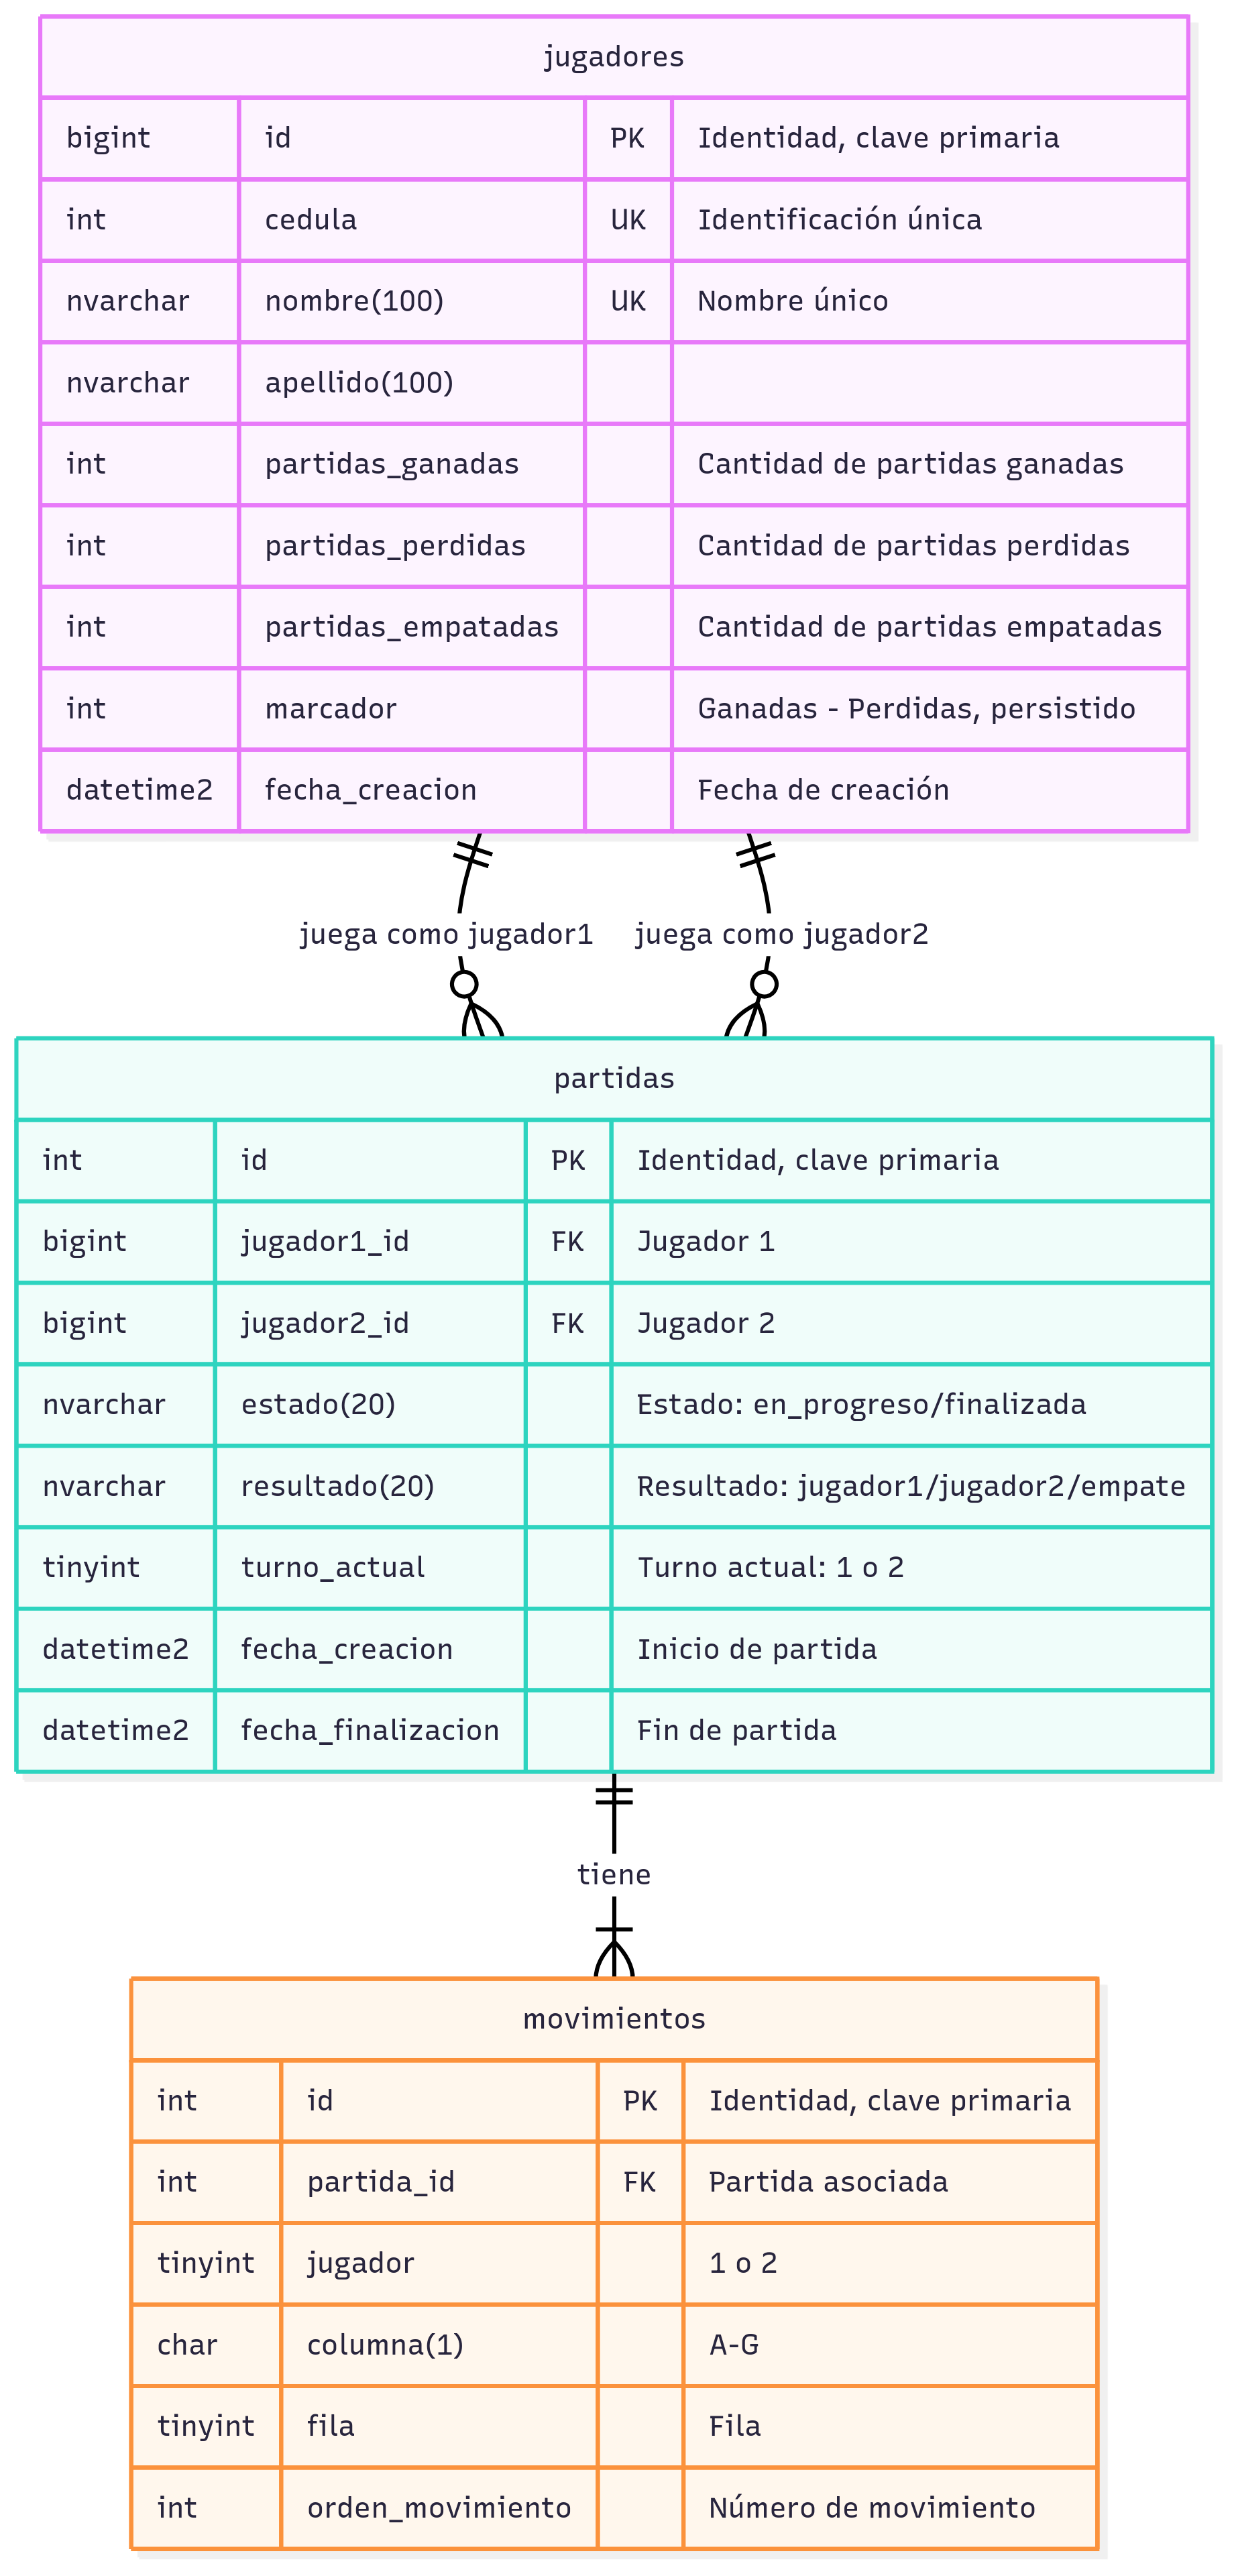 jugadores
bigint id PK Identidad, clave primaria
int cedula UK Identificación única
nvarchar nombre(100) UK Nombre único
nvarchar apellido(100)
int partidas_ganadas Cantidad de partidas ganadas
int partidas_perdidas Cantidad de partidas perdidas
int partidas_empatadas Cantidad de partidas empatadas
int marcador Ganadas - Perdidas, persistido
datetime2 fecha_creacion Fecha de creación
juega como jugador1 juega como jugador2
partidas
int id PK Identidad, clave primaria
bigint jugador1_id FK Jugador 1
bigint jugador2_id FK Jugador 2
nvarchar estado(20) Estado: en_progreso/finalizada
nvarchar resultado(20) Resultado: jugador1/jugador2/empate
tinyint turno_actual Turno actual: 1 o 2
datetime2 fecha_creacion Inicio de partida
datetime2 fecha_finalizacion Fin de partida
tiene
movimientos
int id PK Identidad, clave primaria
int partida_id FK Partida asociada
tinyint jugador 1 o 2
char columna(1) A-G
tinyint fila Fila
int orden_movimiento Número de movimiento